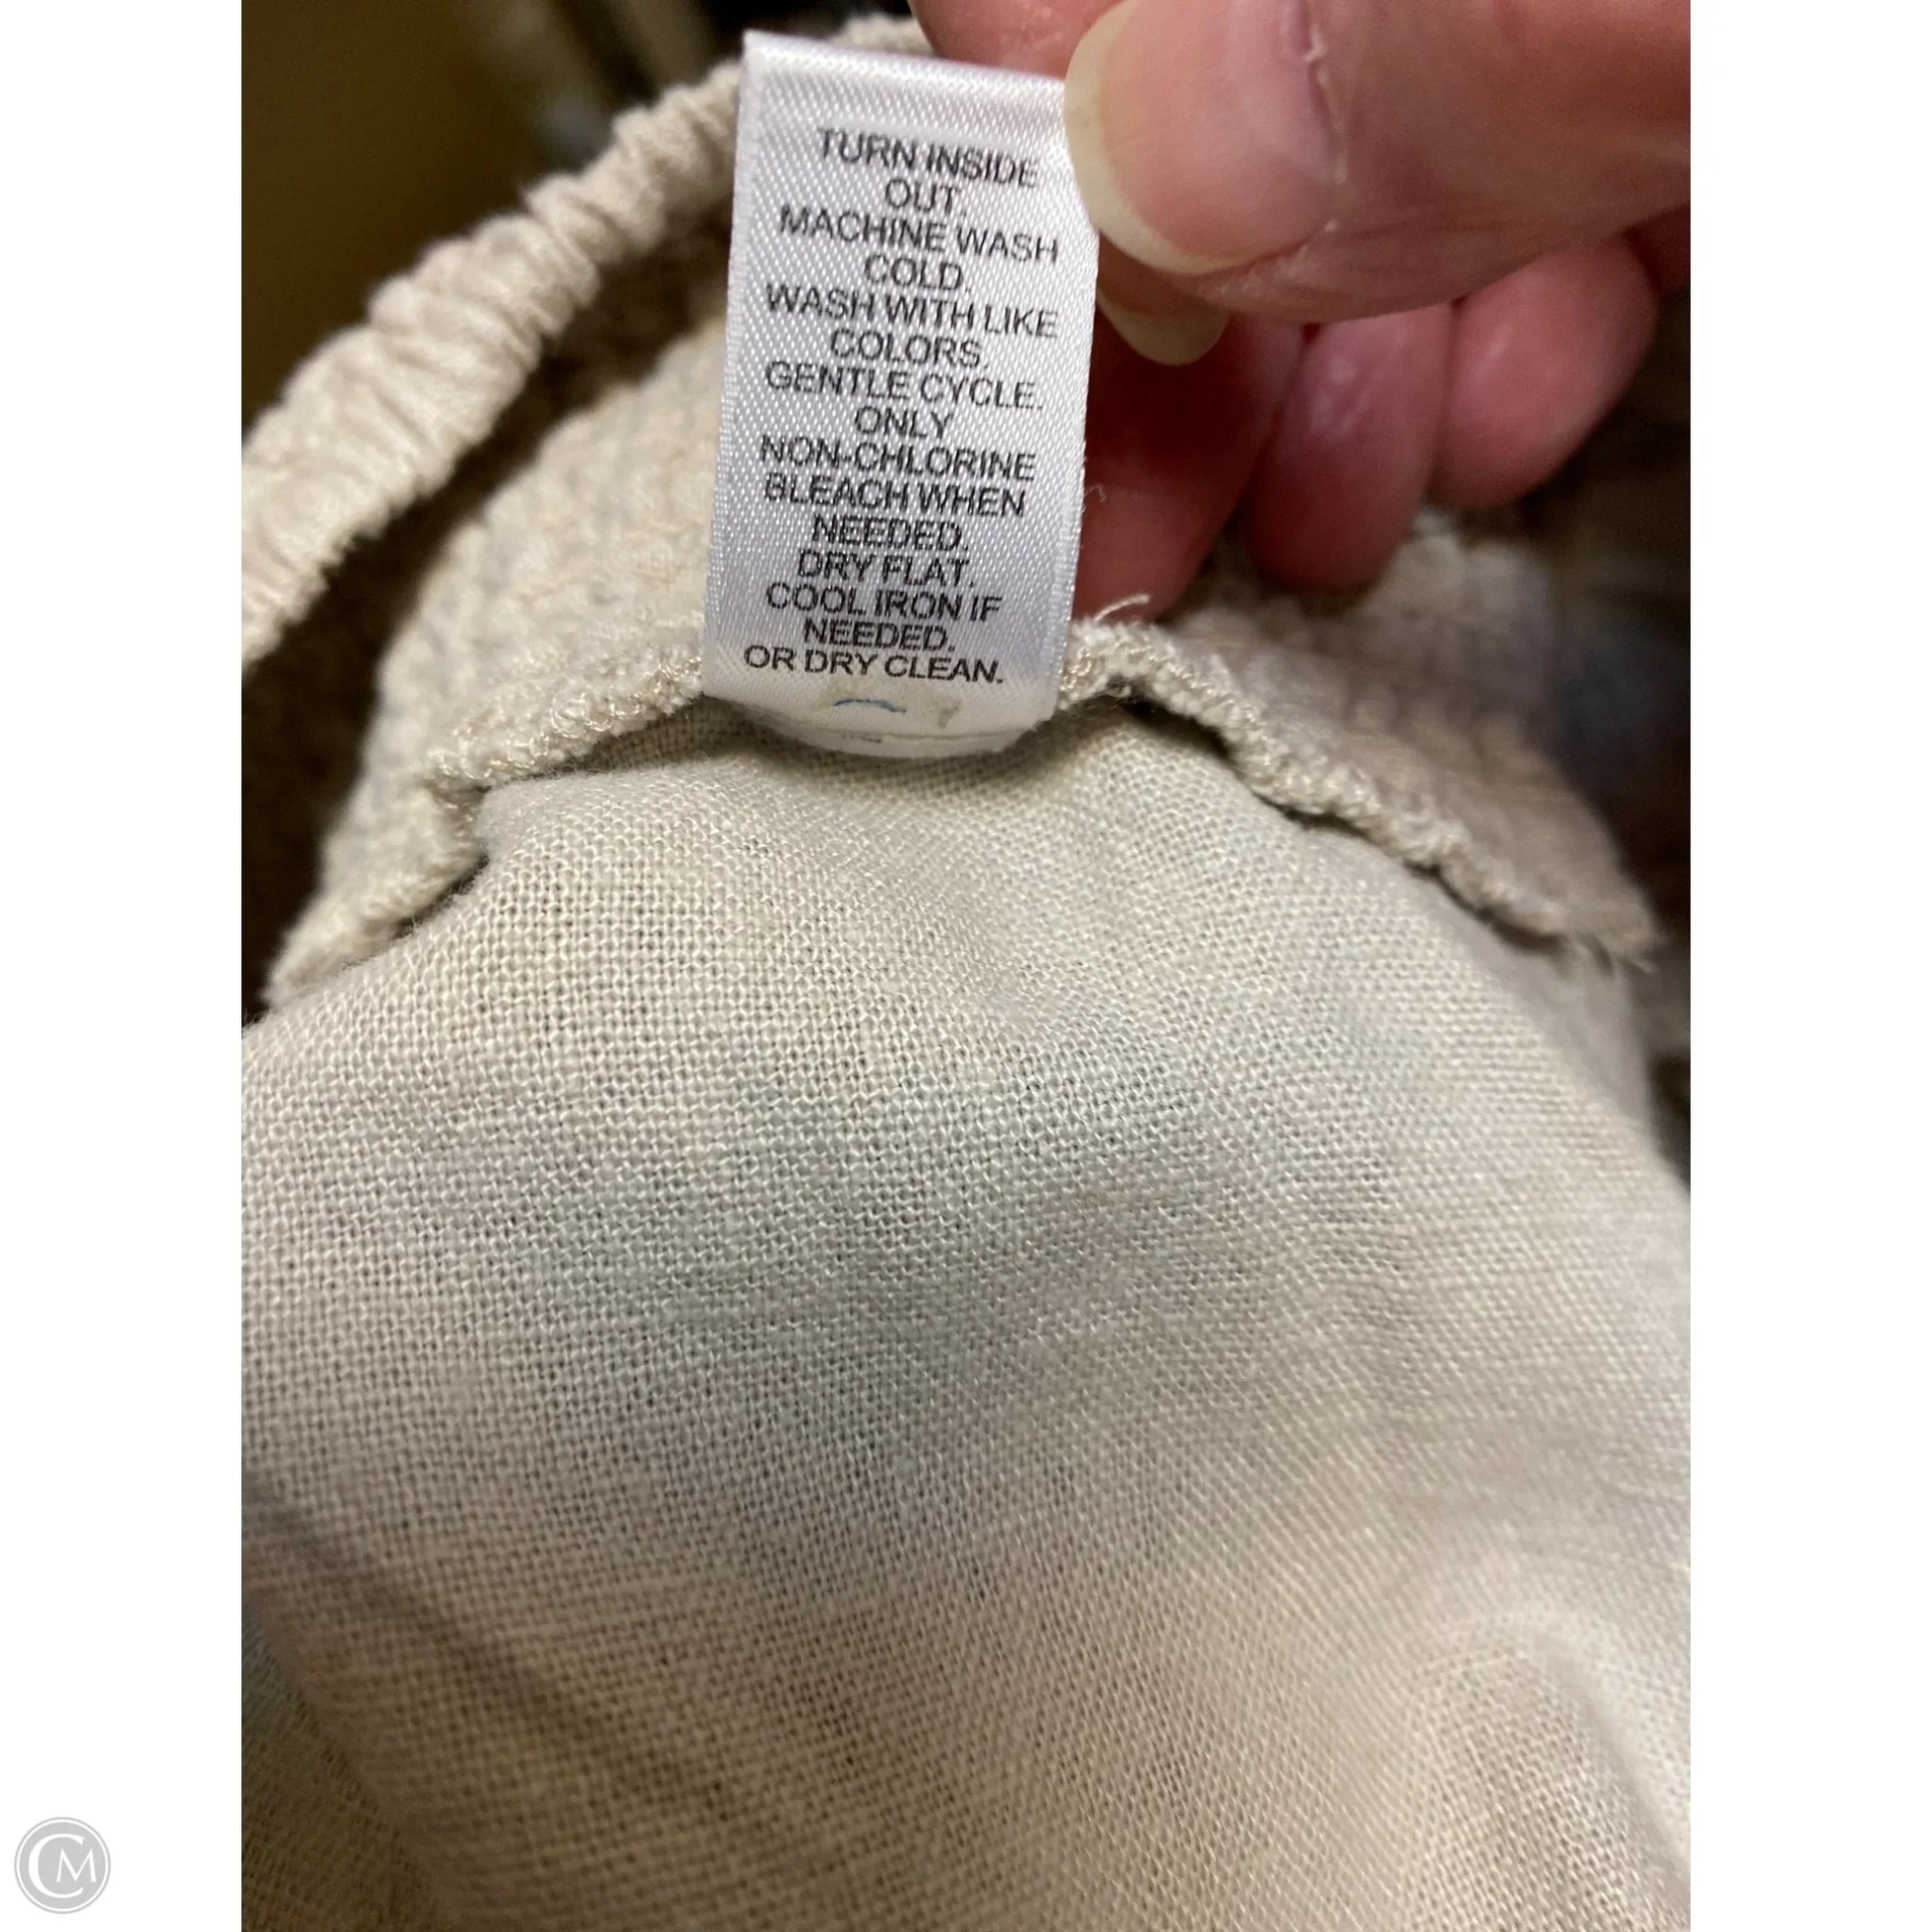 TURN INSIDE
OUT.
MACHINE WASH
COLD.
WASH WITH LIKE
COLORS.
GENTLE CYCLE.
ONLY
NON-CHLORINE
BLEACH WHEN
NEEDED.
DRY FLAT.
COOL IRON IF
NEEDED.
OR DRY CLEAN.
CM